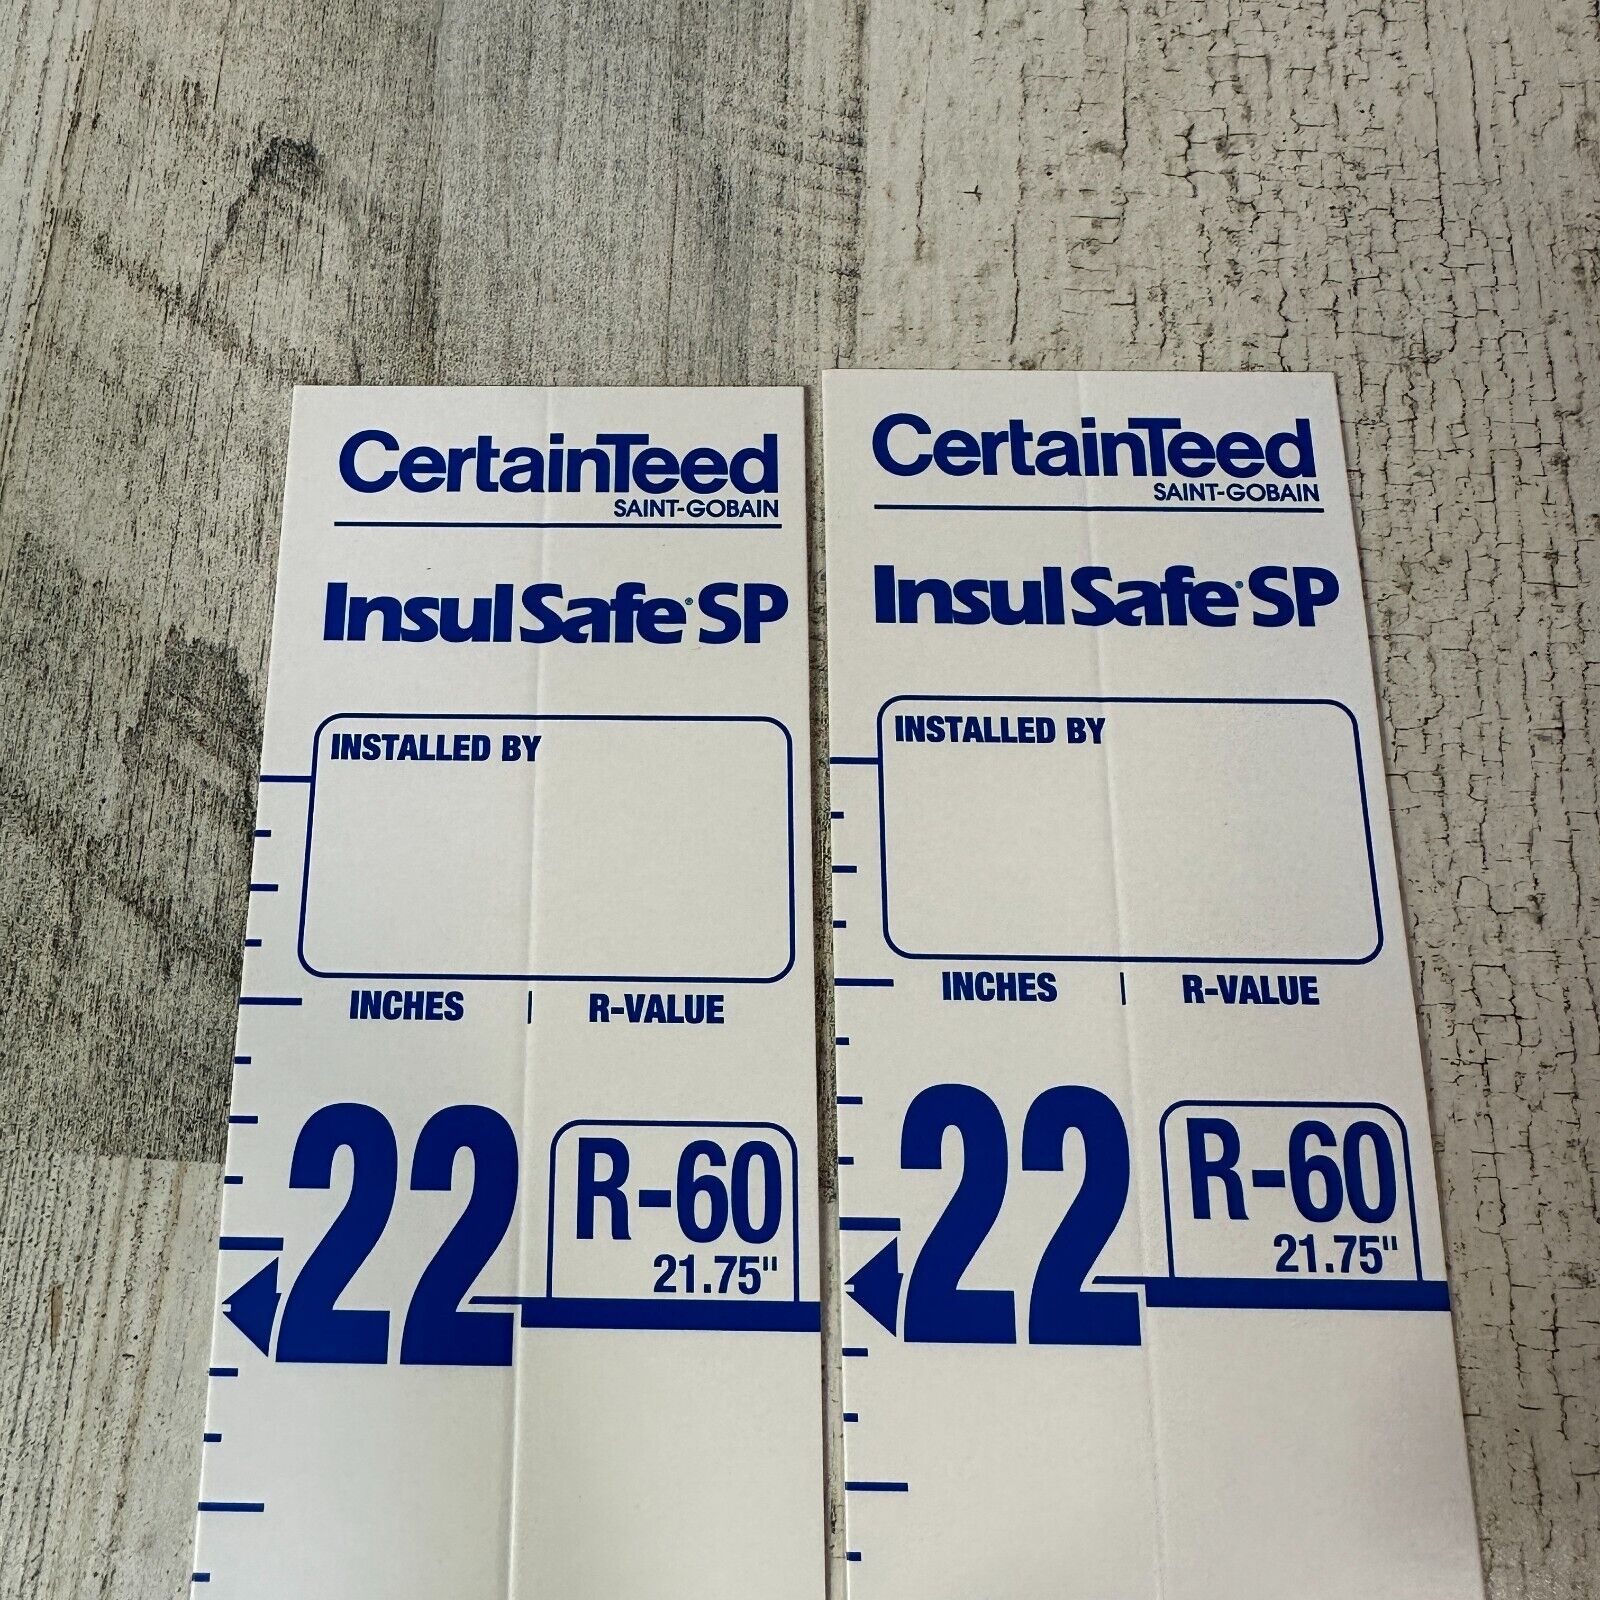 CertainTeed
SAINT-GOBAIN
InsulSafe® SP
INSTALLED BY
INCHES | R-VALUE
22
R-60
21.75"
CertainTeed
SAINT-GOBAIN
InsulSafe® SP
INSTALLED BY
INCHES | R-VALUE
22
R-60
21.75"